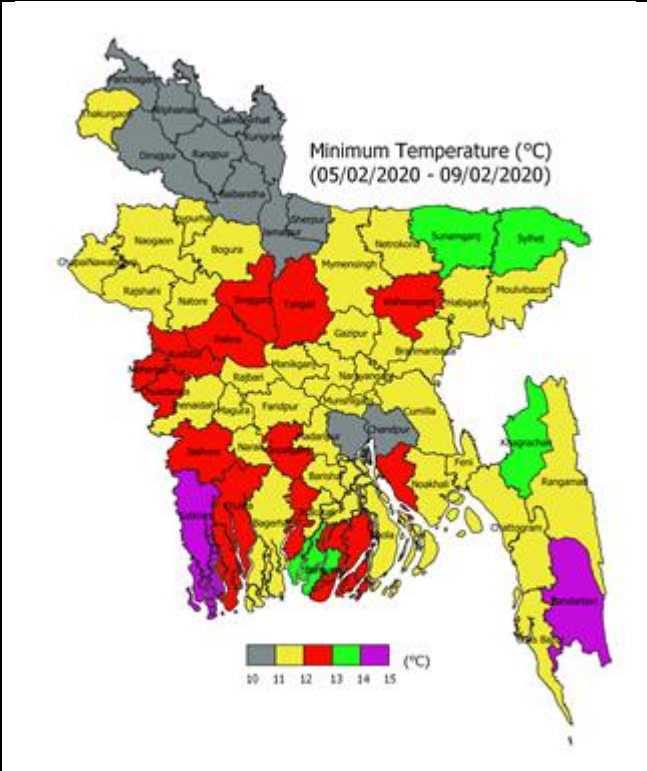 Panchagarh
Thakurgaon
Nilphamari
Lalmonirhat
Kurigram
Dinajpur
Rangpur
Gaibandha
Minimum Temperature (°C)
(05/02/2020 - 09/02/2020)
Sherpur
Jamalpur
Joypurhat
Naogaon
Bogura
Mymensingh
Netrokona
Sunamganj
Sylhet
ChapaiNawabganj
Rajshahi
Natore
Sirajganj
Tangail
Kishoreganj
Habiganj
Moulvibazar
Pabna
Gazipur
Kushtia
Brahmanbaria
Meherpur
Chuadanga
Manikganj
Narayanganj
Rajbari
Jhenaidah
Magura
Faridpur
Munshiganj
Cumilla
Madaripur
Chandpur
Khagrachari
Jashore
Narail
Gopalganj
Feni
Noakhali
Rangamati
Barishal
Satkhira
Khulna
Bagerhat
Bhola
Chattogram
Bandarban
Cox's Bazar
(°C)
10 11 12 13 14 15